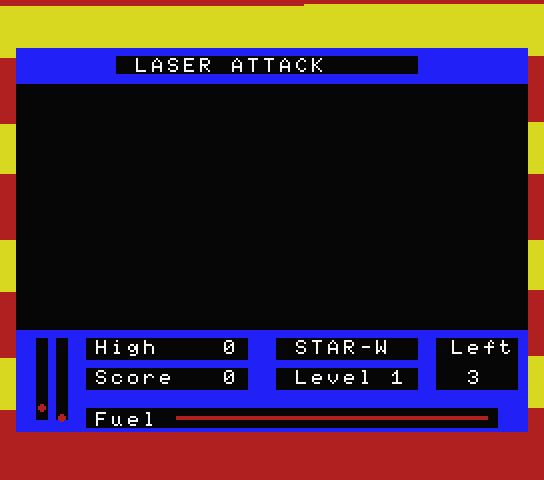 LASER ATTACK
High 0
STAR-W
Left
Score 0
Level 1
3
Fuel